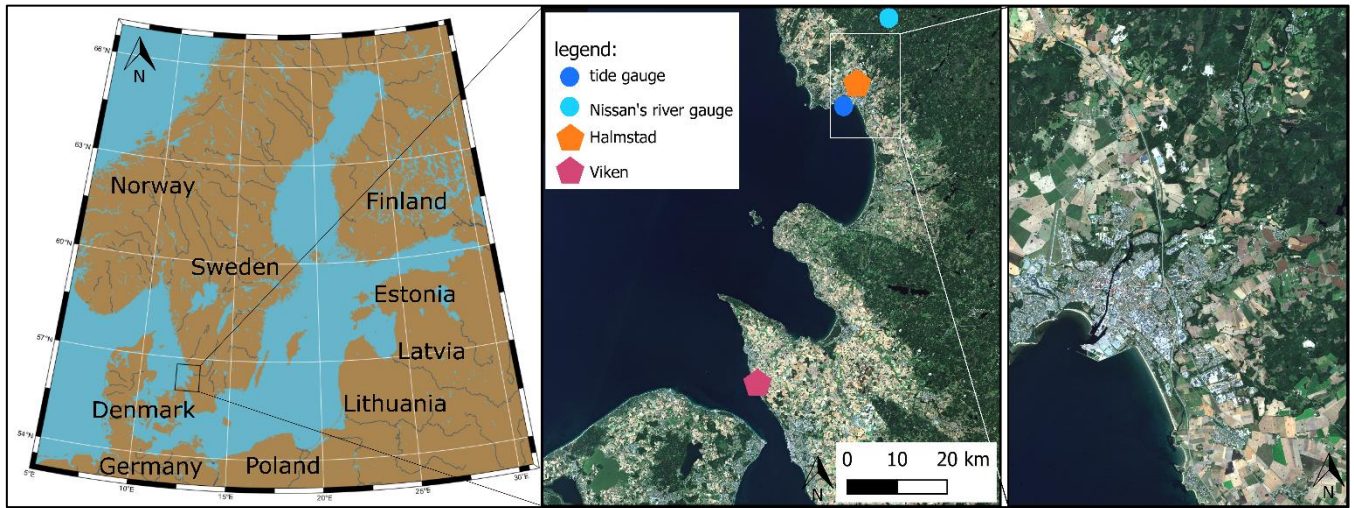 66°N
N
63°N
Norway
Finland
60°N
Sweden
Estonia
57°N
Latvia
Denmark
Lithuania
54°N
Germany
Poland
5°E
10°E
15°E
20°E
25°E
30°E
legend:
tide gauge
Nissan's river gauge
Halmstad
Viken
0 10 20 km
N
N